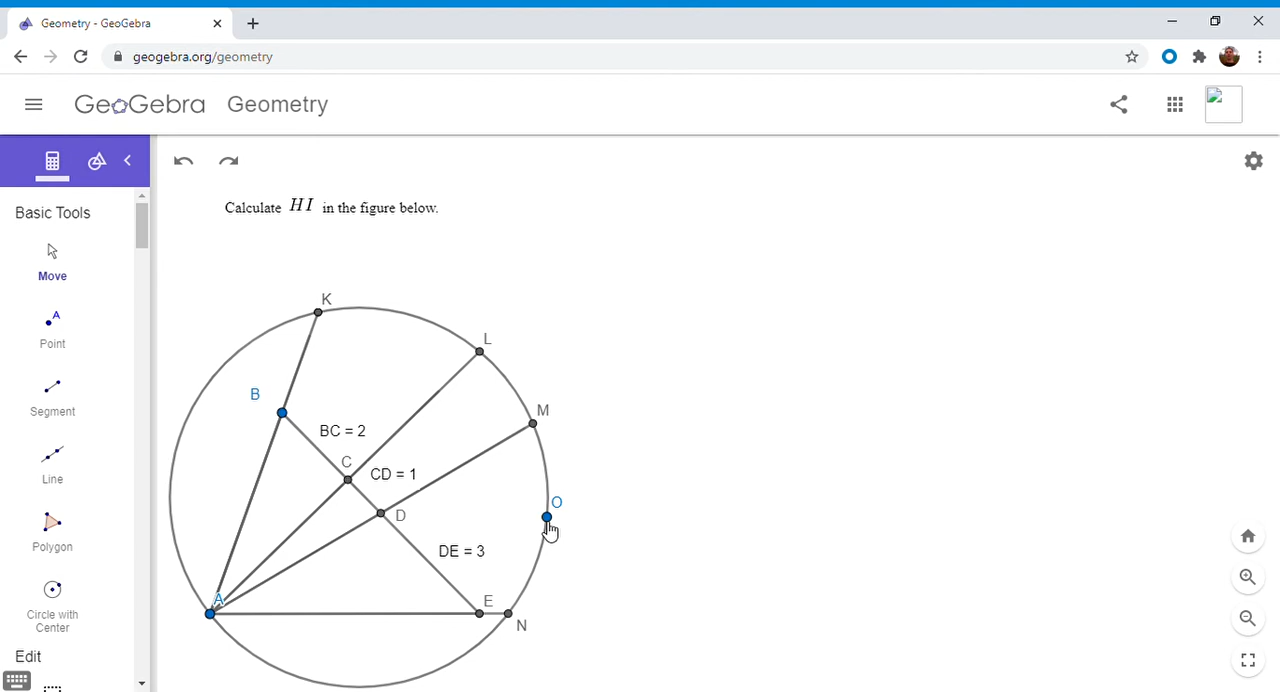 Geometry - GeoGebra
geogebra.org/geometry
GeoGebra Geometry
Basic Tools
Move
A
Point
Segment
Line
Polygon
Circle with
Center
Edit
Calculate HI in the figure below.
K
L
B
M
BC = 2
C
CD = 1
O
D
DE = 3
A
E
N